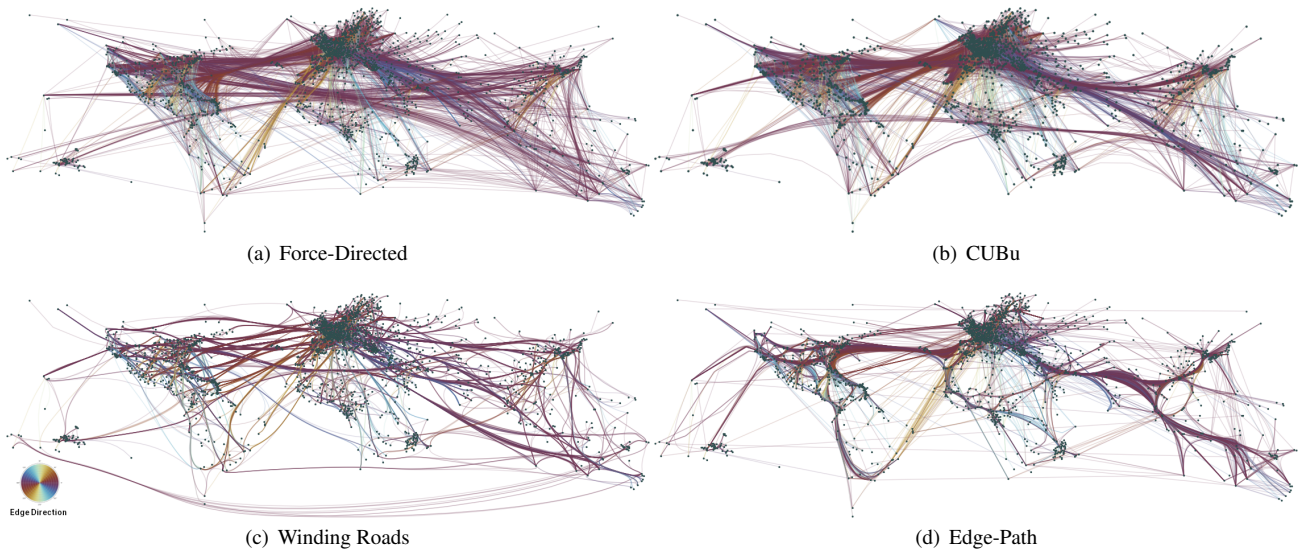 (a) Force-Directed
(b) CUBu
Edge Direction
(c) Winding Roads
(d) Edge-Path